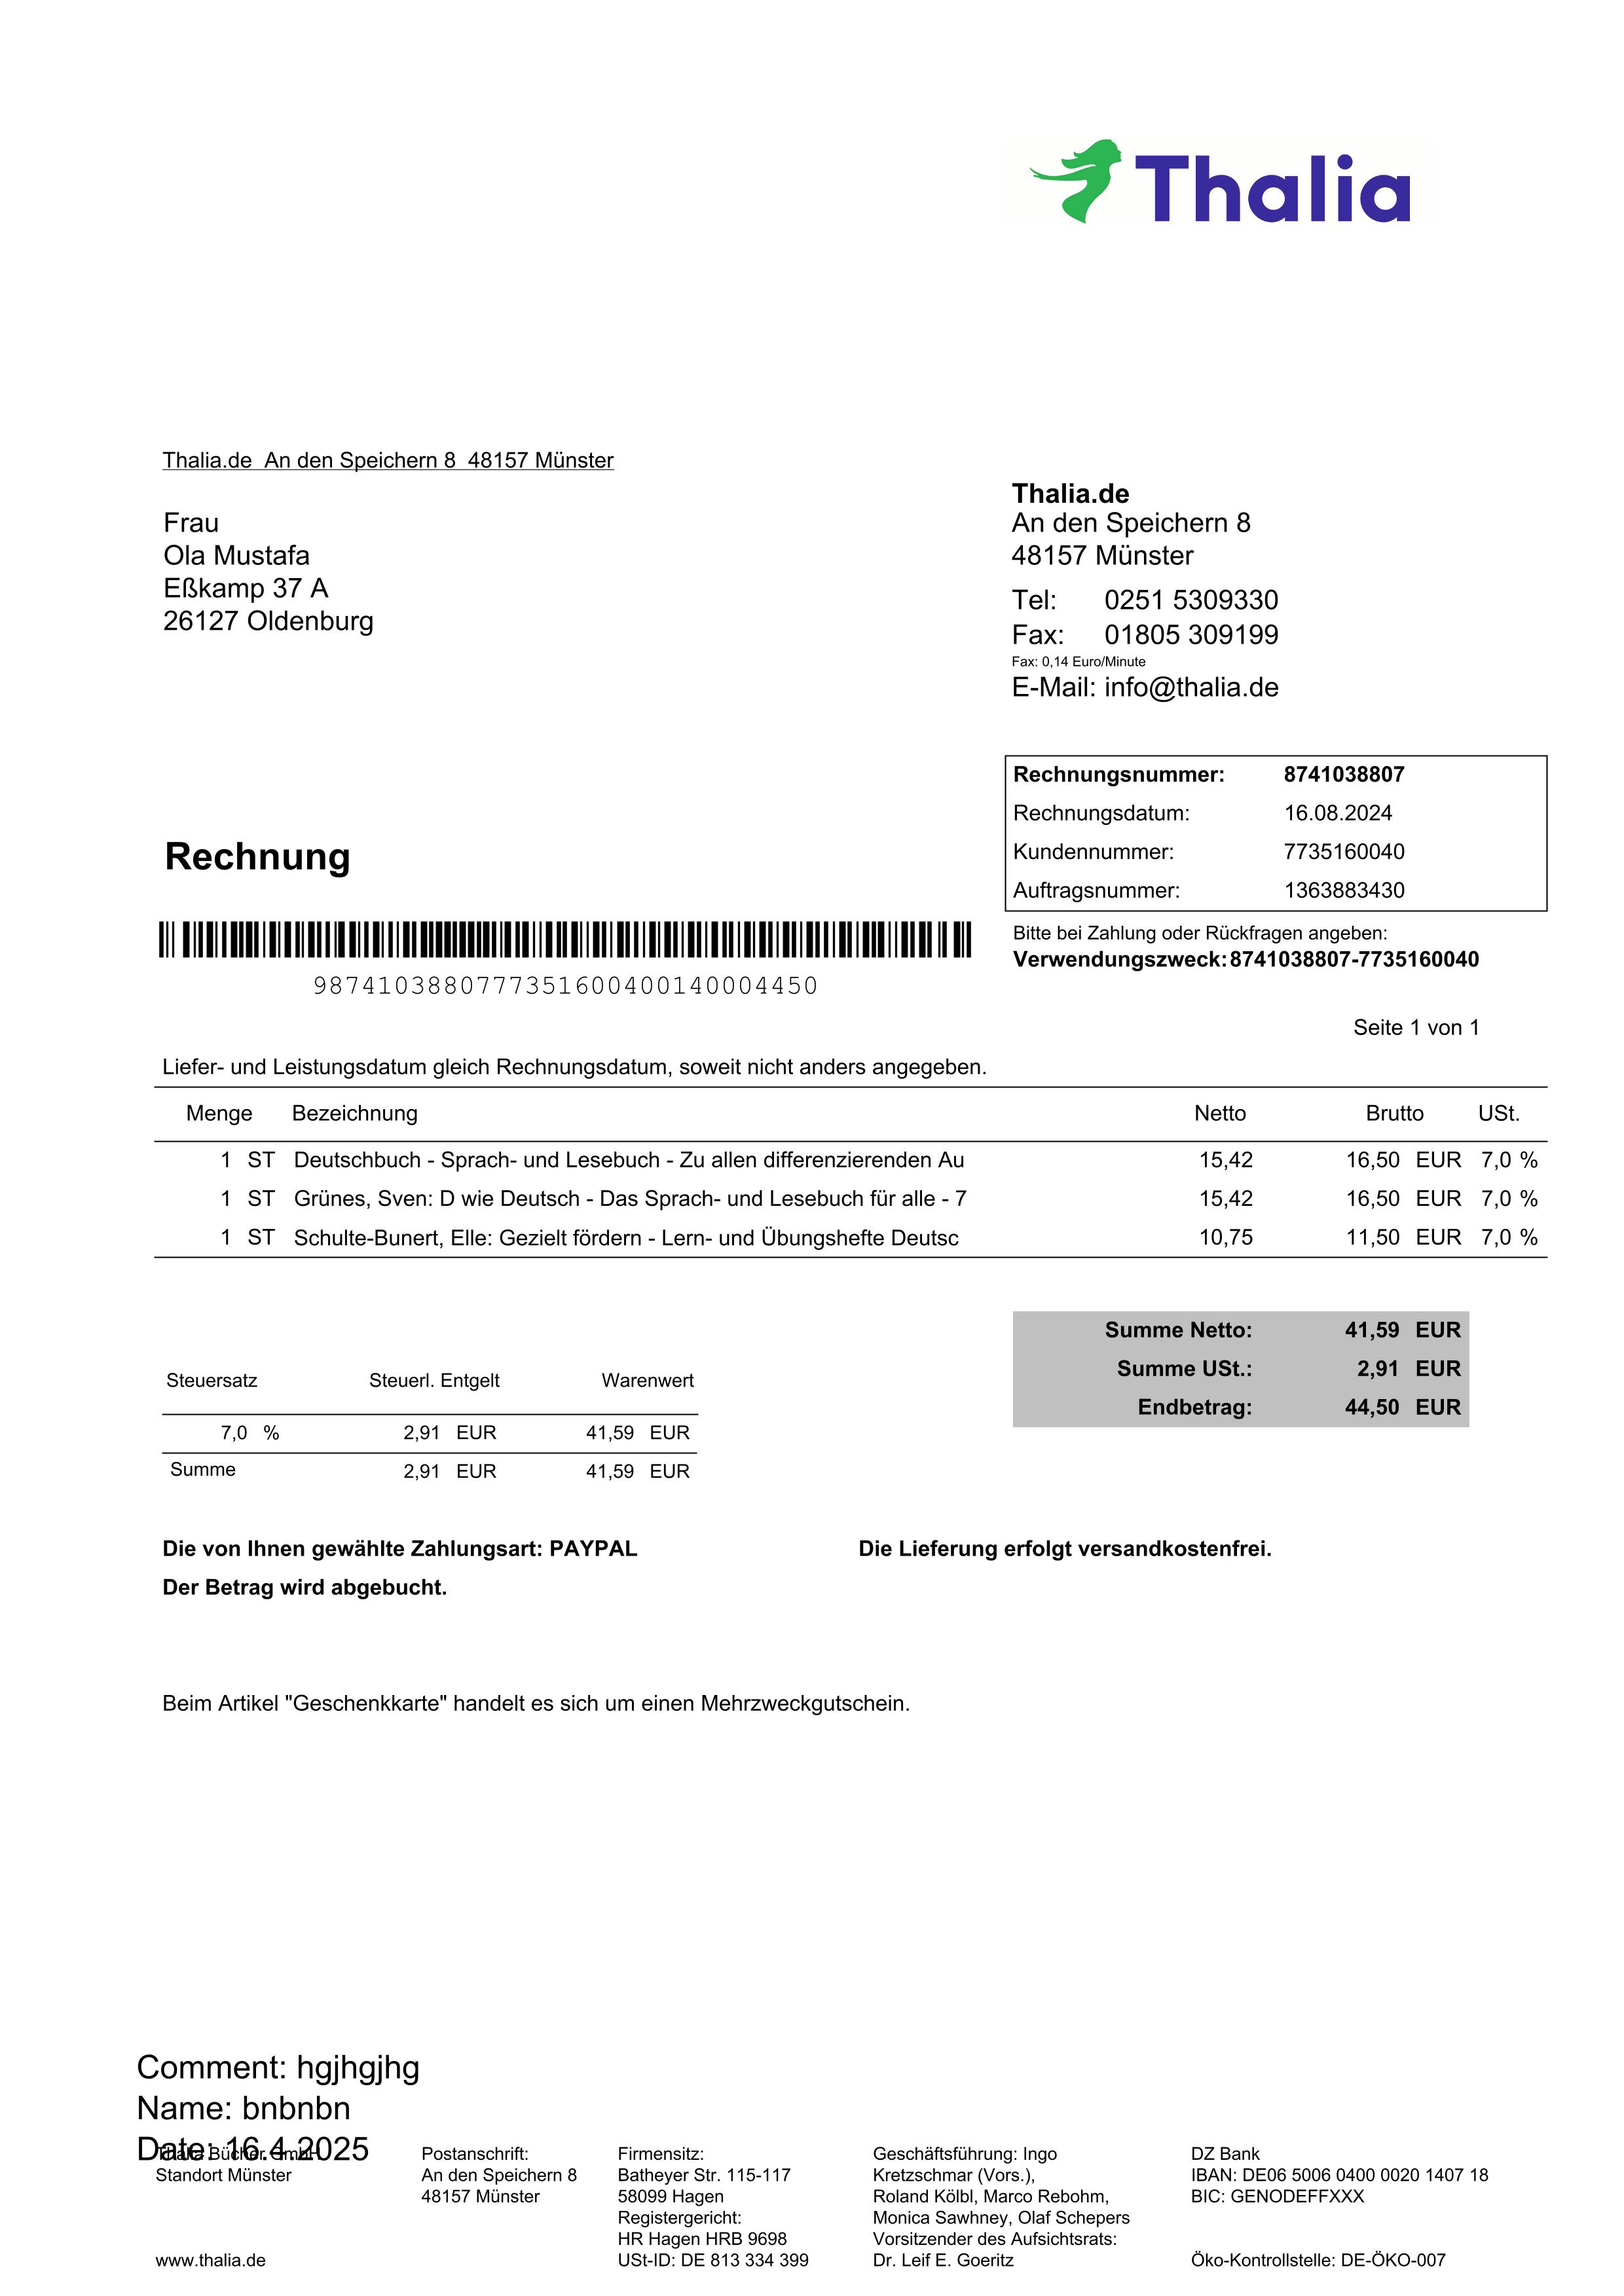 Thalia
Thalia.de An den Speichern 8 48157 Münster
Frau
Ola Mustafa
Eßkamp 37 A
26127 Oldenburg
Thalia.de
An den Speichern 8
48157 Münster
Tel: 0251 5309330
Fax: 01805 309199
Fax: 0,14 Euro/Minute
E-Mail: info@thalia.de
Rechnungsnummer: 8741038807
Rechnungsdatum: 16.08.2024
Kundennummer: 7735160040
Auftragsnummer: 1363883430
Rechnung
Bitte bei Zahlung oder Rückfragen angeben:
Verwendungszweck: 8741038807-7735160040
9874103880777351600400140004450
Seite 1 von 1
Liefer- und Leistungsdatum gleich Rechnungsdatum, soweit nicht anders angegeben.
Menge Bezeichnung Netto Brutto USt.
1 ST Deutschbuch - Sprach- und Lesebuch - Zu allen differenzierenden Au 15,42 16,50 EUR 7,0 %
1 ST Grünes, Sven: D wie Deutsch - Das Sprach- und Lesebuch für alle - 7 15,42 16,50 EUR 7,0 %
1 ST Schulte-Bunert, Elle: Gezielt fördern - Lern- und Übungshefte Deutsc 10,75 11,50 EUR 7,0 %
Summe Netto: 41,59 EUR
Summe USt.: 2,91 EUR
Endbetrag: 44,50 EUR
Steuersatz Steuerl. Entgelt Warenwert
7,0 % 2,91 EUR 41,59 EUR
Summe 2,91 EUR 41,59 EUR
Die von Ihnen gewählte Zahlungsart: PAYPAL Die Lieferung erfolgt versandkostenfrei.
Der Betrag wird abgebucht.
Beim Artikel "Geschenkkarte" handelt es sich um einen Mehrzweckgutschein.
Comment: hgjhgjhg
Name: bnbnbn
Date: 16.4.2025
Thalia Bücher GmbH
Standort Münster
www.thalia.de
Postanschrift:
An den Speichern 8
48157 Münster
Firmensitz:
Batheyer Str. 115-117
58099 Hagen
Registergericht:
HR Hagen HRB 9698
USt-ID: DE 813 334 399
Geschäftsführung: Ingo
Kretzschmar (Vors.),
Roland Kölbl, Marco Rebohm,
Monica Sawhney, Olaf Schepers
Vorsitzender des Aufsichtsrats:
Dr. Leif E. Goeritz
DZ Bank
IBAN: DE06 5006 0400 0020 1407 18
BIC: GENODEFFXXX
Öko-Kontrollstelle: DE-ÖKO-007